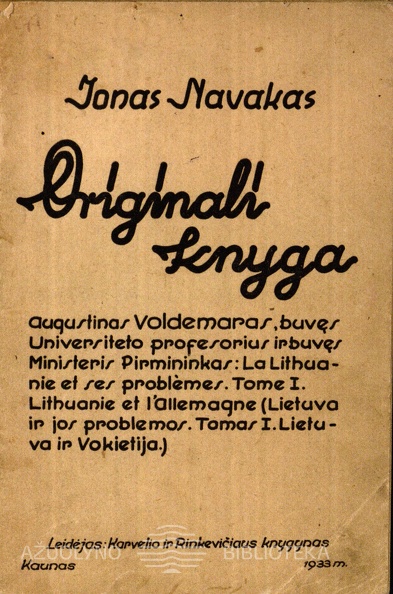 Jonas Navakas
Originali
knyga
Augustinas Voldemaras, buvęs
Universiteto profesorius ir buvęs
Ministeris Pirmininkas: La Lithua-
nie et ses problèmes. Tome I.
Lithuanie et l'Allemagne (Lietuva
ir jos problemos. Tomas I. Lietu-
va ir Vokietija.)
Leidėjas: Karvelio ir Rinkevičiaus knygynas
AŽUOLYNO BIBLIOTEKA
Kaunas 1933 m.